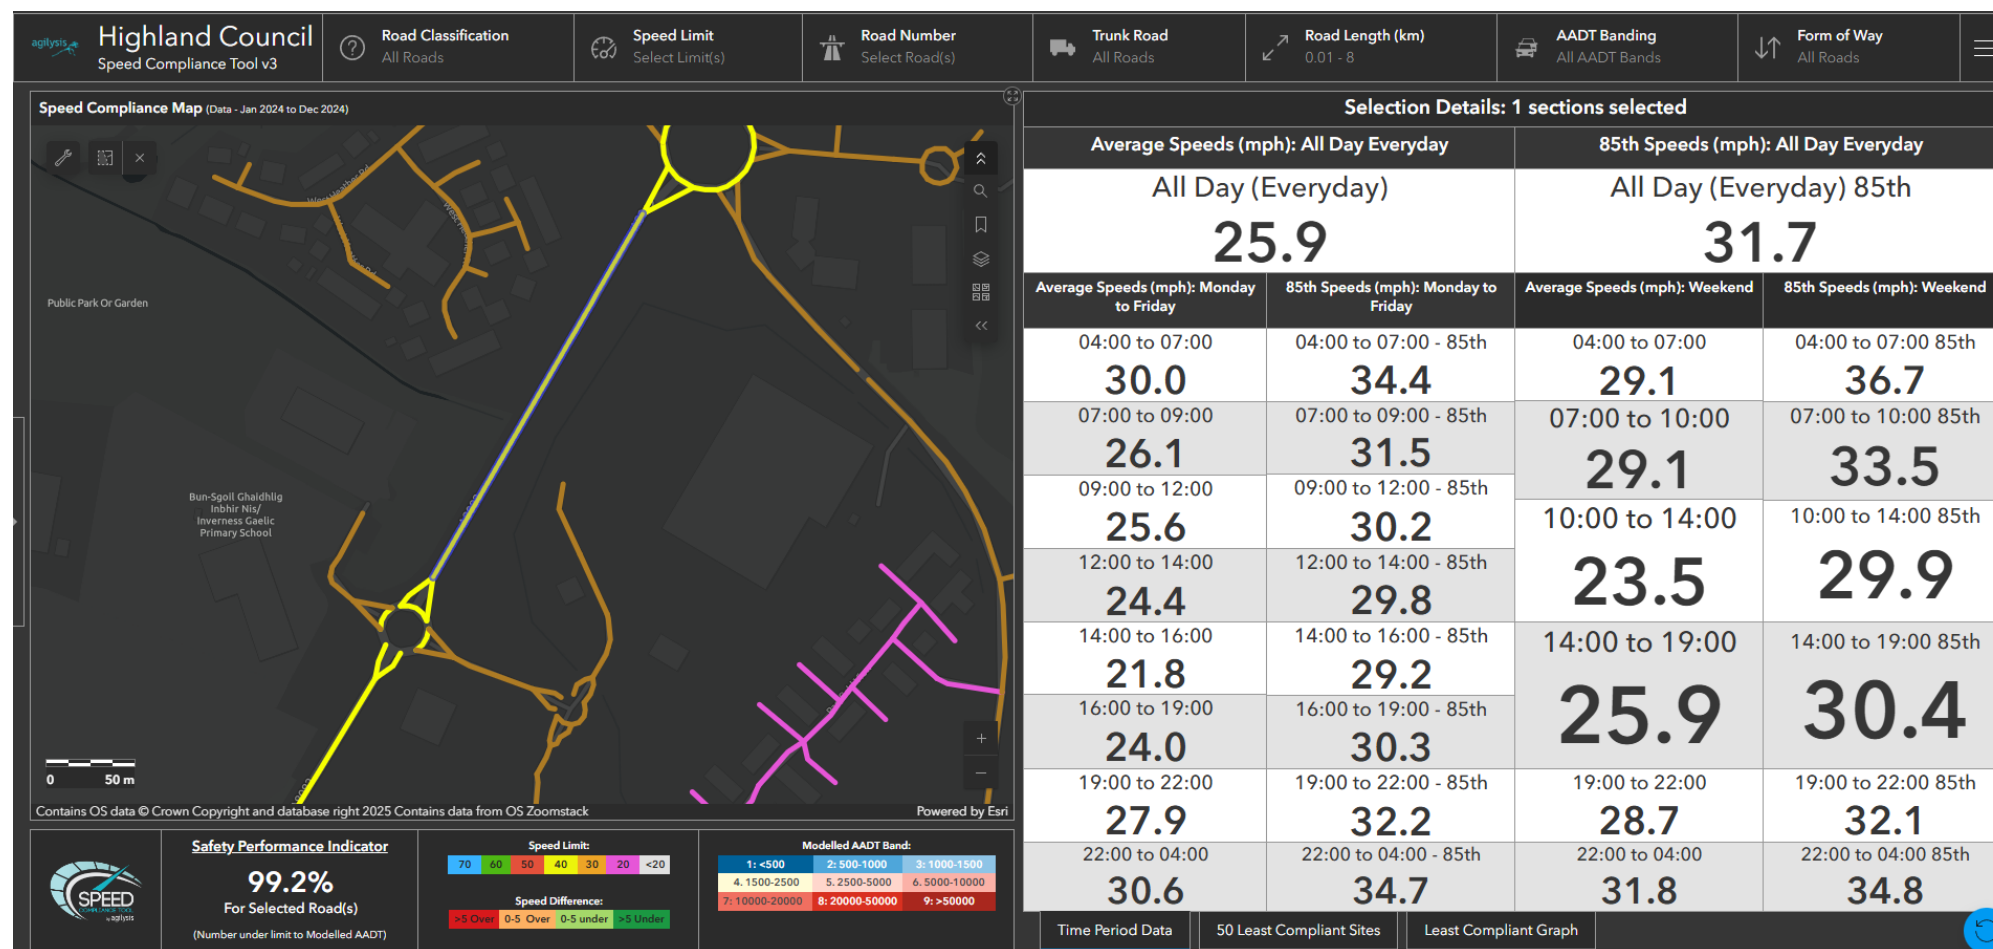 agilysis
Highland Council
Speed Compliance Tool v3
Road Classification
All Roads
Speed Limit
Select Limit(s)
Road Number
Select Road(s)
Trunk Road
All Roads
Road Length (km)
0.01 - 8
AADT Banding
All AADT Bands
Form of Way
All Roads
Speed Compliance Map (Data - Jan 2024 to Dec 2024)
Public Park Or Garden
Bun-Sgoil Ghaidhlig
Inbhir Nis/
Inverness Gaelic
Primary School
0 50 m
Contains OS data © Crown Copyright and database right 2025 Contains data from OS Zoomstack
Powered by Esri
SPEED
COMPLIANCE TOOL
by agilysis
Safety Performance Indicator
99.2%
For Selected Road(s)
(Number under limit to Modelled AADT)
Speed Limit:
70 60 50 40 30 20 <20
Speed Difference:
>5 Over 0-5 Over 0-5 under >5 Under
Modelled AADT Band:
1: <500 2: 500-1000 3: 1000-1500
4. 1500-2500 5. 2500-5000 6. 5000-10000
7: 10000-20000 8: 20000-50000 9: >50000
Selection Details: 1 sections selected
Average Speeds (mph): All Day Everyday
85th Speeds (mph): All Day Everyday
All Day (Everyday)
25.9
All Day (Everyday) 85th
31.7
Average Speeds (mph): Monday
to Friday
04:00 to 07:00
30.0
07:00 to 09:00
26.1
09:00 to 12:00
25.6
12:00 to 14:00
24.4
14:00 to 16:00
21.8
16:00 to 19:00
24.0
19:00 to 22:00
27.9
22:00 to 04:00
30.6
85th Speeds (mph): Monday to
Friday
04:00 to 07:00 - 85th
34.4
07:00 to 09:00 - 85th
31.5
09:00 to 12:00 - 85th
30.2
12:00 to 14:00 - 85th
29.8
14:00 to 16:00 - 85th
29.2
16:00 to 19:00 - 85th
30.3
19:00 to 22:00 - 85th
32.2
22:00 to 04:00 - 85th
34.7
Average Speeds (mph): Weekend
04:00 to 07:00
29.1
07:00 to 10:00
29.1
10:00 to 14:00
23.5
14:00 to 19:00
25.9
19:00 to 22:00
28.7
22:00 to 04:00
31.8
85th Speeds (mph): Weekend
04:00 to 07:00 85th
36.7
07:00 to 10:00 85th
33.5
10:00 to 14:00 85th
29.9
14:00 to 19:00 85th
30.4
19:00 to 22:00 85th
32.1
22:00 to 04:00 85th
34.8
Time Period Data
50 Least Compliant Sites
Least Compliant Graph